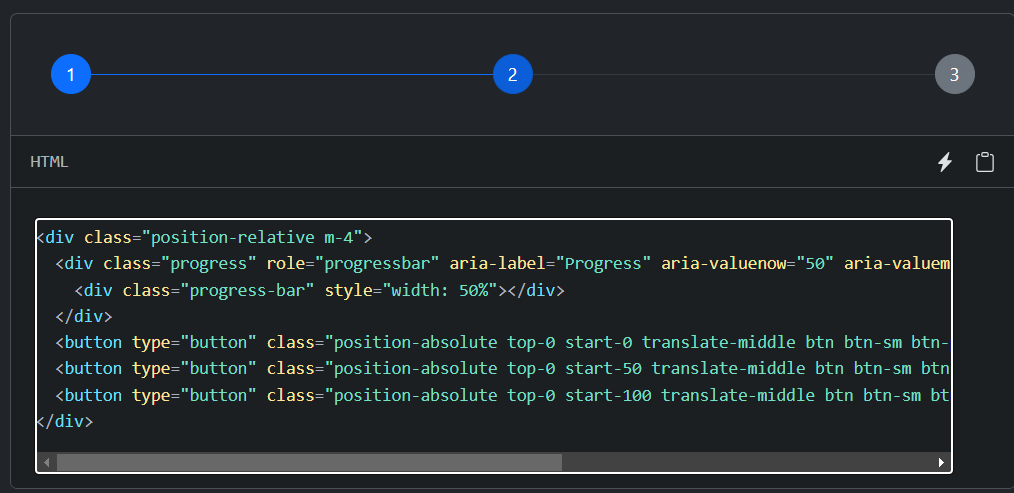 1 2 3
HTML
<div class="position-relative m-4">
  <div class="progress" role="progressbar" aria-label="Progress" aria-valuenow="50" aria-valuem
    <div class="progress-bar" style="width: 50%"></div>
  </div>
  <button type="button" class="position-absolute top-0 start-0 translate-middle btn btn-sm btn-
  <button type="button" class="position-absolute top-0 start-50 translate-middle btn btn-sm btn
  <button type="button" class="position-absolute top-0 start-100 translate-middle btn btn-sm bt
</div>